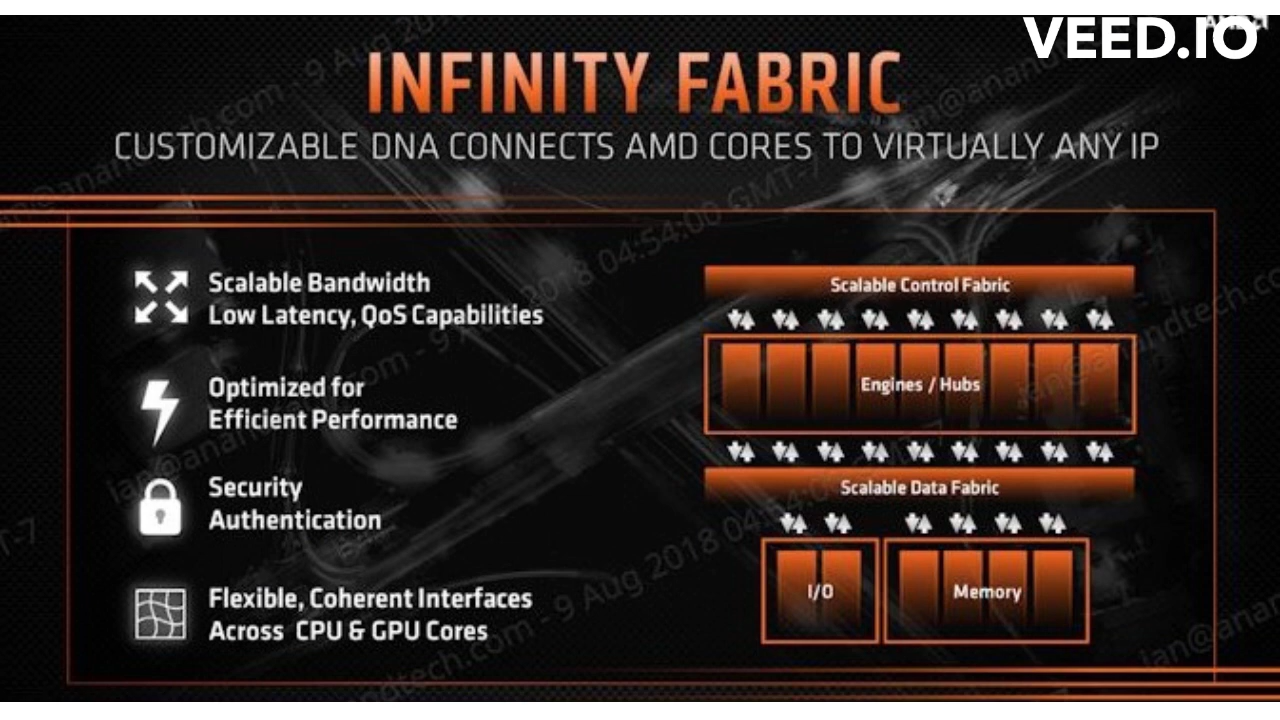 VEED.IO
INFINITY FABRIC
CUSTOMIZABLE DNA CONNECTS AMD CORES TO VIRTUALLY ANY IP
Scalable Bandwidth
Low Latency, QoS Capabilities
Optimized for
Efficient Performance
Security
Authentication
Flexible, Coherent Interfaces
Across CPU & GPU Cores
Scalable Control Fabric
Engines / Hubs
Scalable Data Fabric
I/O
Memory